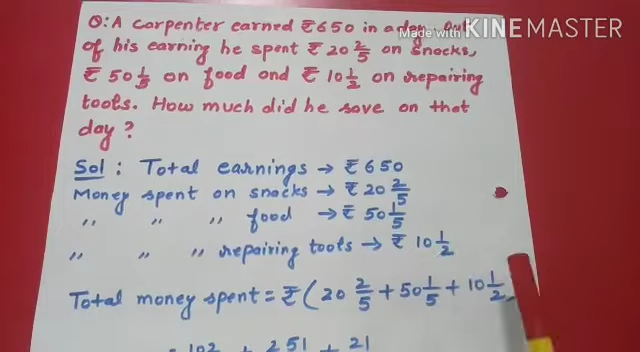 Made With
KINEMASTER
Q: A carpenter earned ₹650 in a day. Out
of his earning he spent ₹ 20 2/5 on snacks,
₹ 50 1/5 on food and ₹ 10 1/2 on repairing
tools. How much did he save on that
day?
Sol: Total earnings → ₹650
Money spent on snacks → ₹20 2/5
" " " food → ₹ 50 1/5
" " " repairing tools → ₹ 10 1/2
Total money spent = ₹ ( 20 2/5 + 50 1/5 + 10 1/2
= 102 + 251 + 21